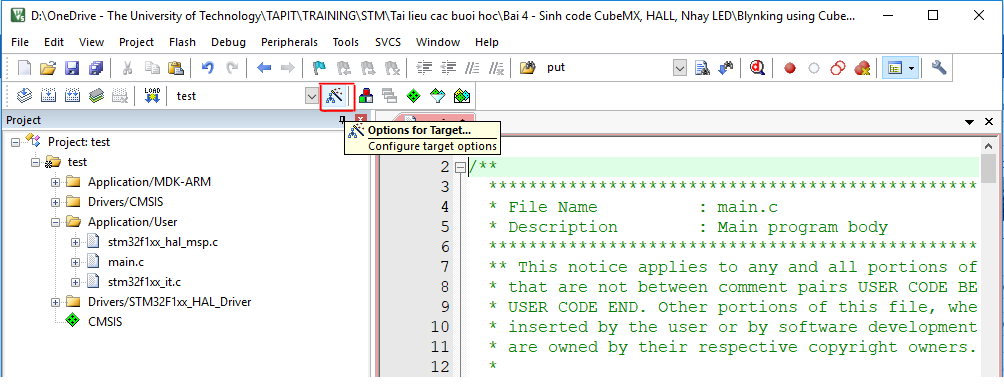 D:\OneDrive - The University of Technology\TAPIT\TRAINING\STM\Tai lieu cac buoi hoc\Bai 4 - Sinh code CubeMX, HALL, Nhay LED\Blynking using Cube...
File Edit View Project Flash Debug Peripherals Tools SVCS Window Help
put
LOAD test
Project
Options for Target...
Configure target options
Project: test
test
Application/MDK-ARM
Drivers/CMSIS
Application/User
stm32f1xx_hal_msp.c
main.c
stm32f1xx_it.c
Drivers/STM32F1xx_HAL_Driver
CMSIS
2 /**
3 *************************************************
4 * File Name : main.c
5 * Description : Main program body
6 *************************************************
7 ** This notice applies to any and all portions of
8 * that are not between comment pairs USER CODE BE
9 * USER CODE END. Other portions of this file, whe
10 * inserted by the user or by software development
11 * are owned by their respective copyright owners.
12 *